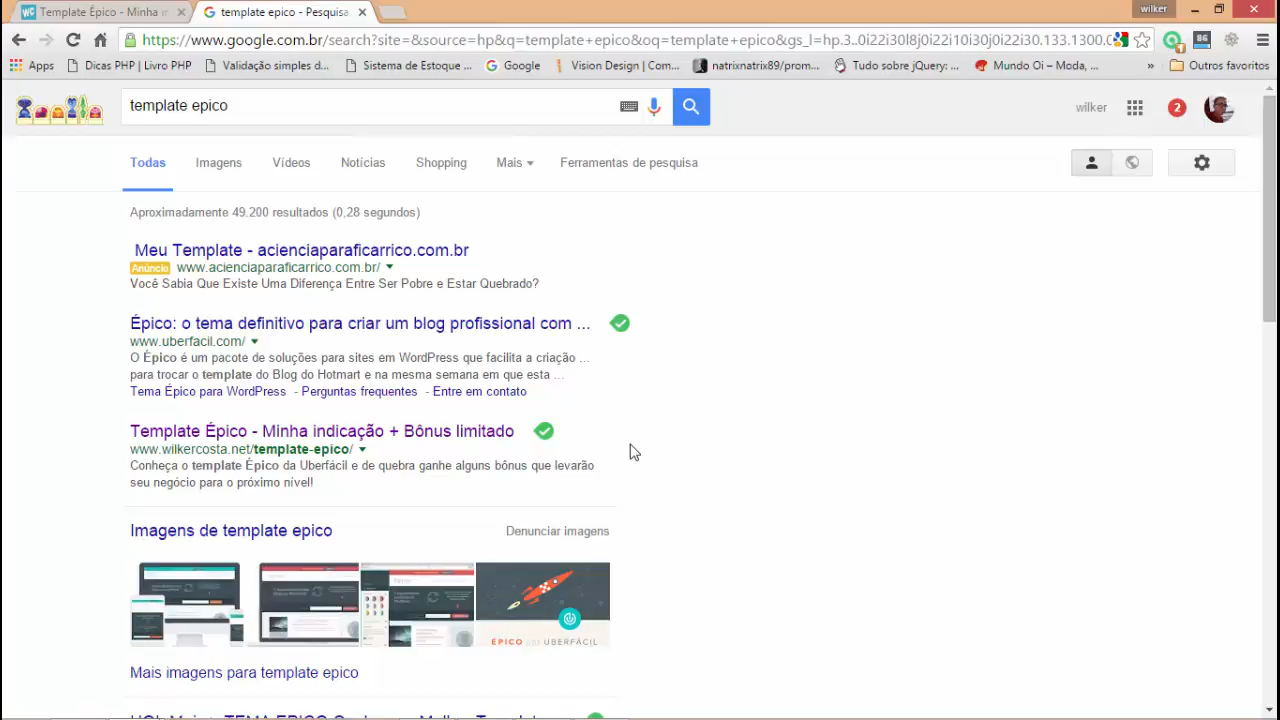 Template Épico - Minha m
template epico - Pesquisa
wilker
https://www.google.com.br/search?site=&source=hp&q=template+epico&oq=template+epico&gs_l=hp.3..0i22i30l8j0i22i10i30j0i22i30.133.1300.0
Apps
Dicas PHP | Livro PHP
Validação simples d...
Sistema de Estoque ...
Google
Vision Design | Com...
natrixnatrix89/prom...
Tudo sobre jQuery: ...
Mundo Oi – Moda, ...
»
Outros favoritos
template epico
wilker
2
Todas
Imagens
Vídeos
Notícias
Shopping
Mais
Ferramentas de pesquisa
Aproximadamente 49.200 resultados (0,28 segundos)
Meu Template - acienciaparaficarrico.com.br
Anúncio www.acienciaparaficarrico.com.br/
Você Sabia Que Existe Uma Diferença Entre Ser Pobre e Estar Quebrado?
Épico: o tema definitivo para criar um blog profissional com ...
www.uberfacil.com/
O Épico é um pacote de soluções para sites em WordPress que facilita a criação ...
para trocar o template do Blog do Hotmart e na mesma semana em que esta ...
Tema Épico para WordPress - Perguntas frequentes - Entre em contato
Template Épico - Minha indicação + Bônus limitado
www.wilkercosta.net/template-epico/
Conheça o template Épico da Uberfácil e de quebra ganhe alguns bônus que levarão
seu negócio para o próximo nível!
Imagens de template epico
Denunciar imagens
ÉPICO por UBERFÁCIL
Mais imagens para template epico